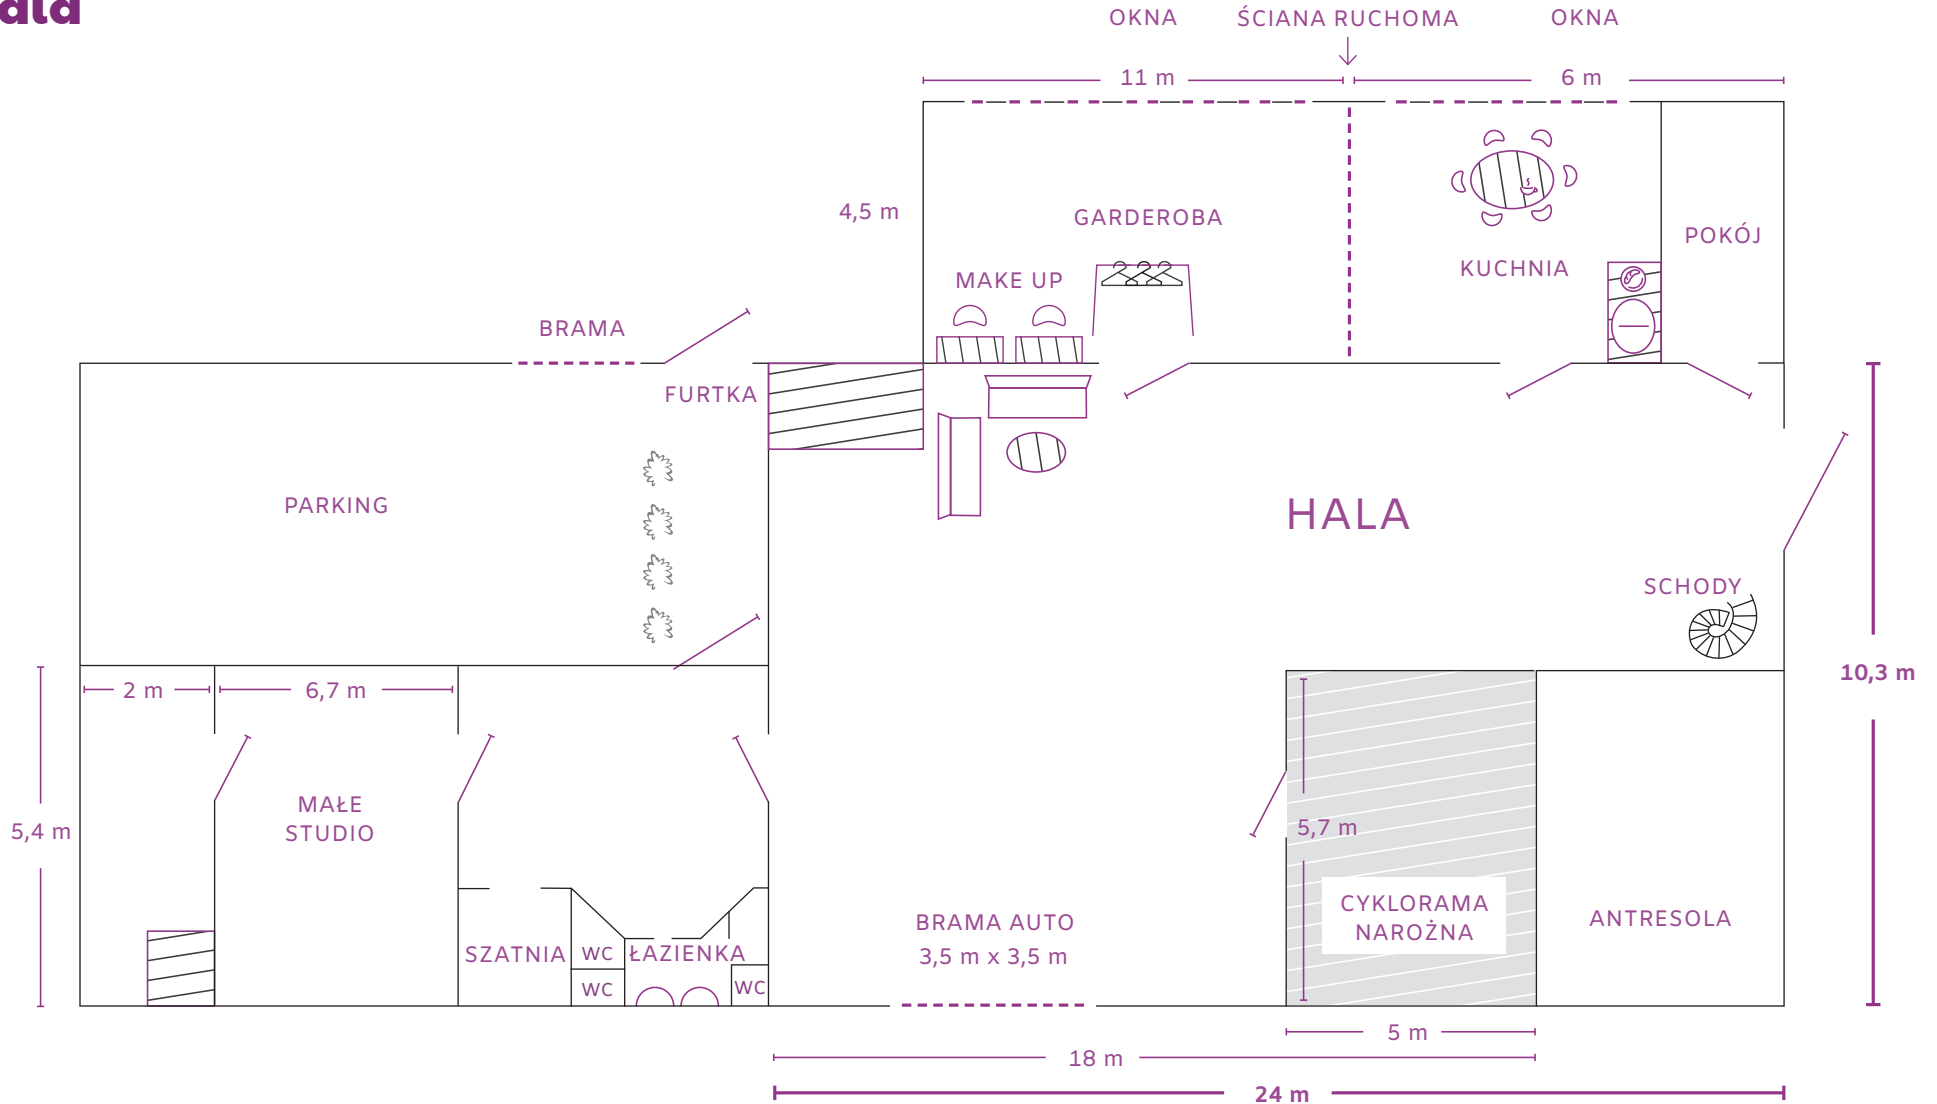 OKNA ŚCIANA RUCHOMA OKNA
11 m 6 m
4,5 m
GARDEROBA
POKÓJ
KUCHNIA
MAKE UP
BRAMA
FURTKA
PARKING
HALA
SCHODY
10,3 m
2 m 6,7 m
MAŁE
STUDIO
5,4 m
5,7 m
CYKLORAMA
NAROŻNA
ANTRESOLA
BRAMA AUTO
3,5 m x 3,5 m
SZATNIA WC ŁAZIENKA
WC WC
5 m
18 m
24 m